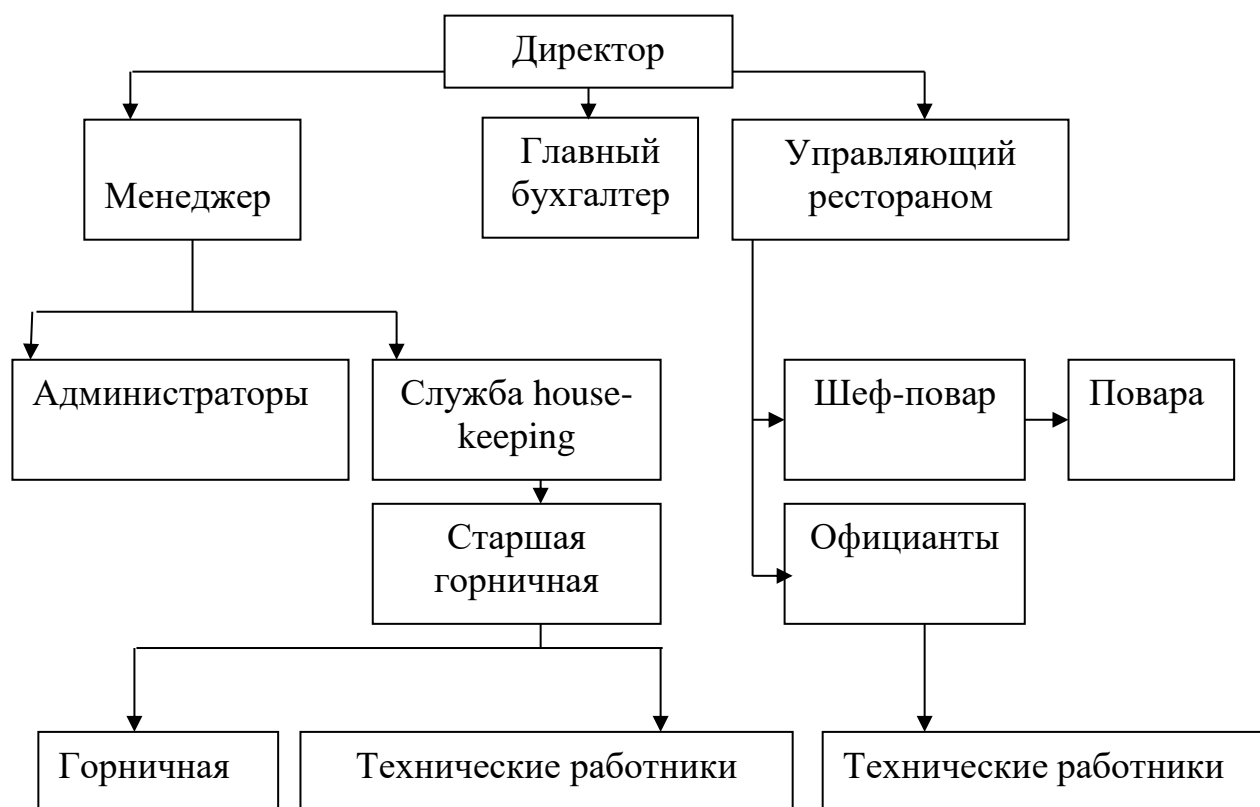 Директор
Менеджер
Главный
бухгалтер
Управляющий
рестораном
Администраторы
Служба house-
keeping
Шеф-повар
Повара
Старшая
горничная
Официанты
Горничная
Технические работники
Технические работники